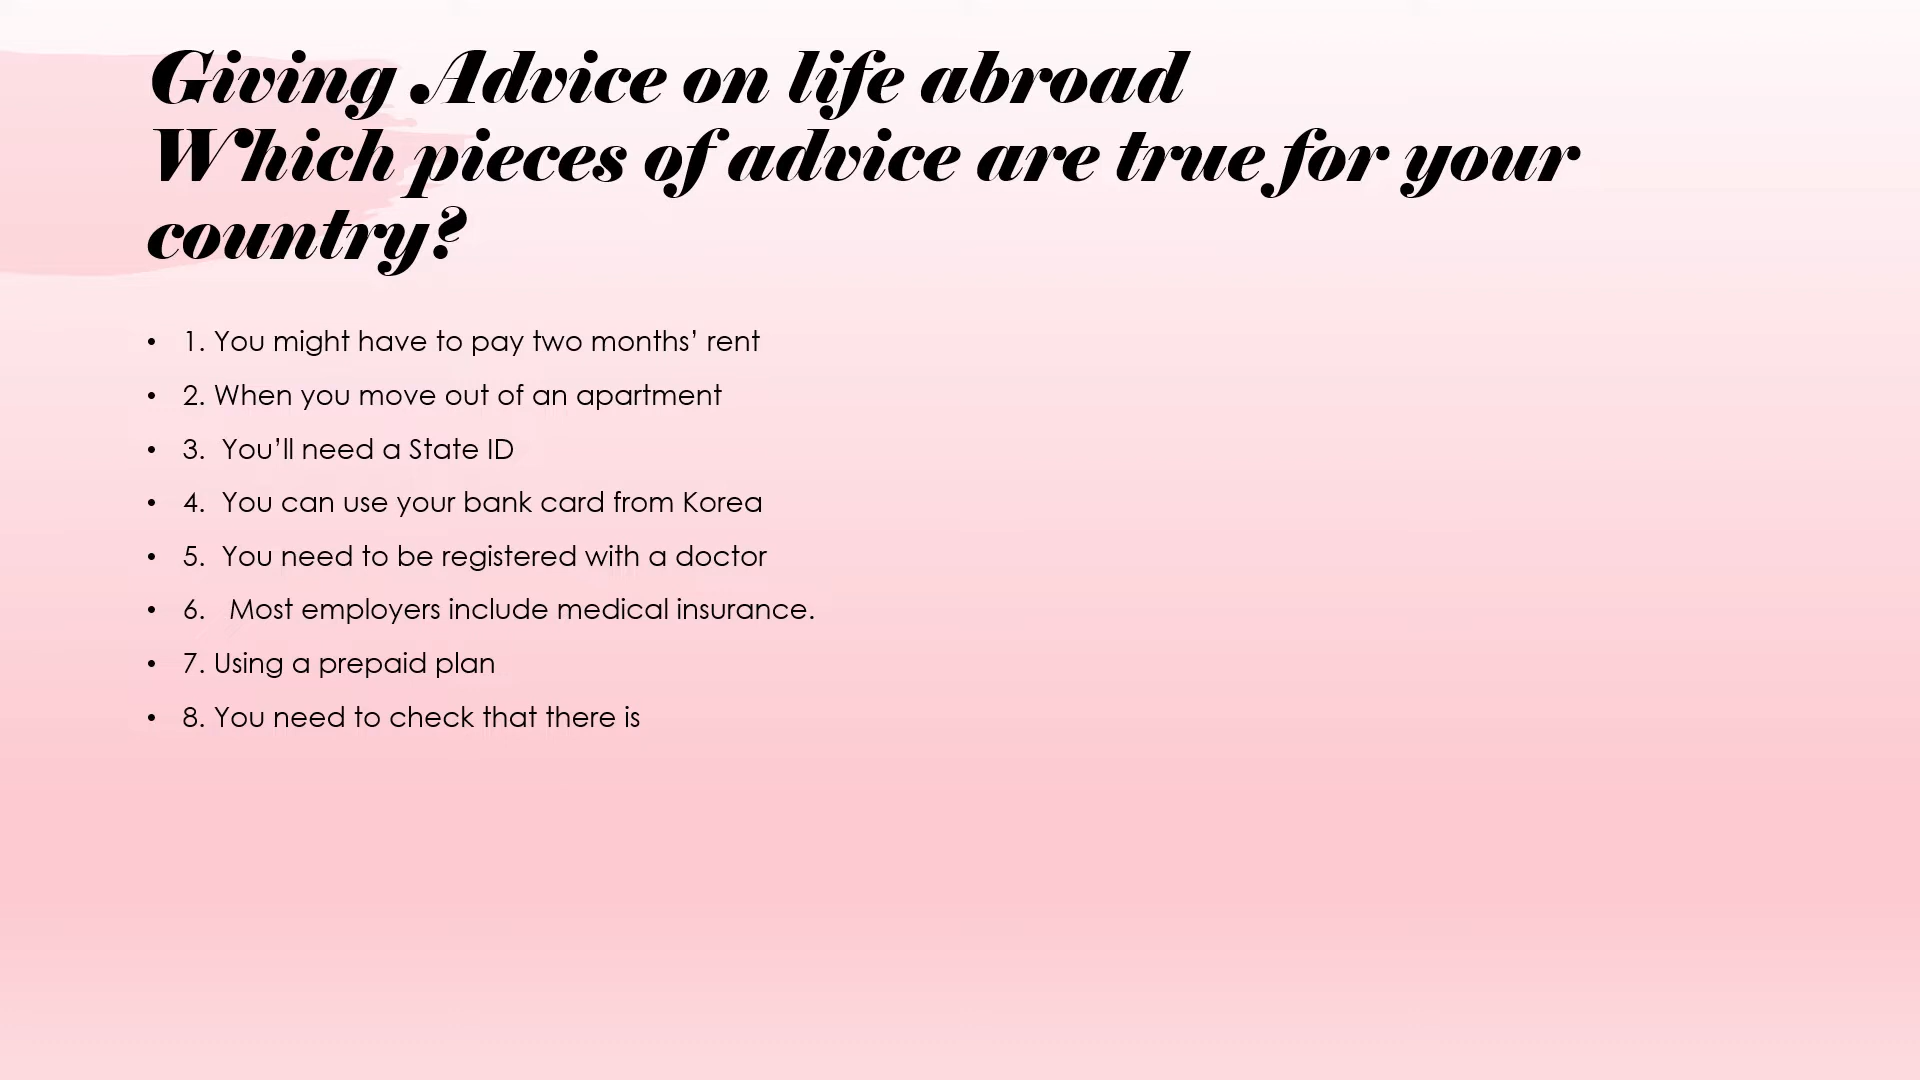 Giving Advice on life abroad
Which pieces of advice are true for your
country?
• 1. You might have to pay two months’ rent
• 2. When you move out of an apartment
• 3.  You’ll need a State ID
• 4.  You can use your bank card from Korea
• 5.  You need to be registered with a doctor
• 6.   Most employers include medical insurance.
• 7. Using a prepaid plan
• 8. You need to check that there is